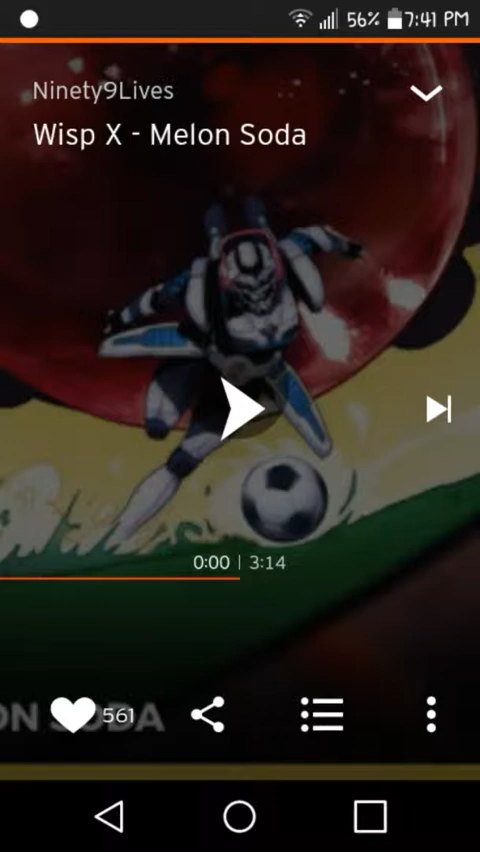 56% 7:41 PM
Ninety9Lives
Wisp X - Melon Soda
0:00 | 3:14
ON SODA
561